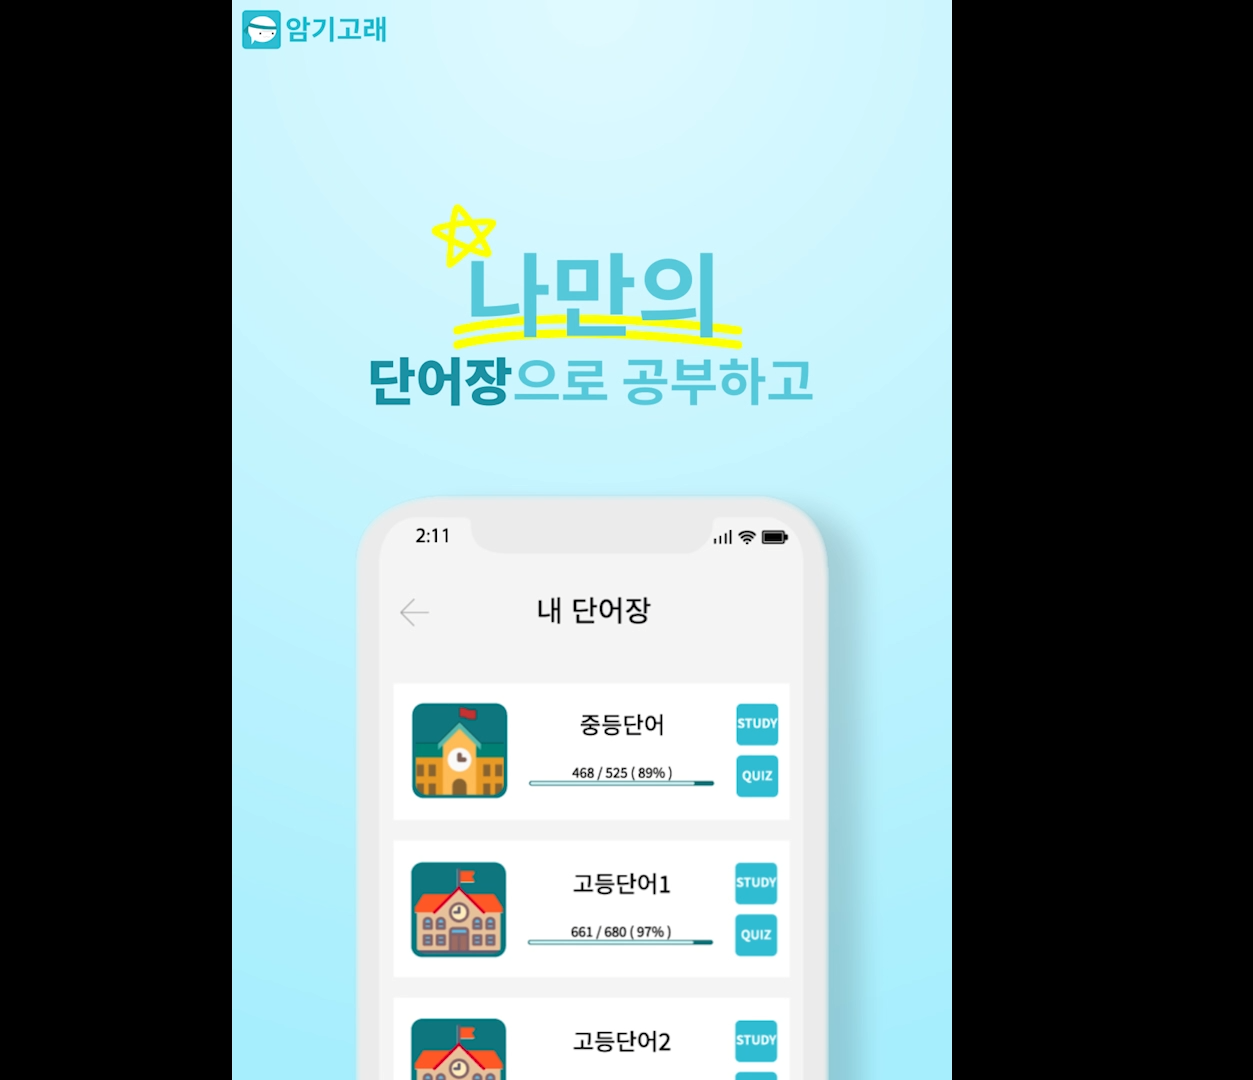 암기고래
나만의
단어장으로 공부하고
2:11
내 단어장
중등단어
STUDY
468 / 525 ( 89% )
QUIZ
고등단어1
STUDY
661 / 680 ( 97% )
QUIZ
고등단어2
STUDY